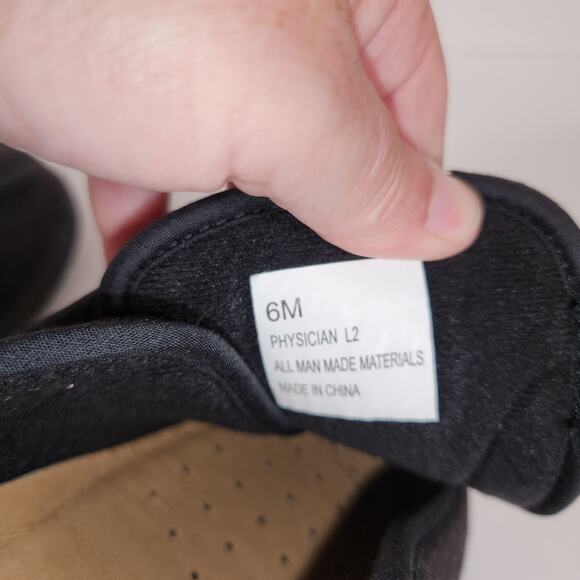 6M
PHYSICIAN L2
ALL MAN MADE MATERIALS
MADE IN CHINA